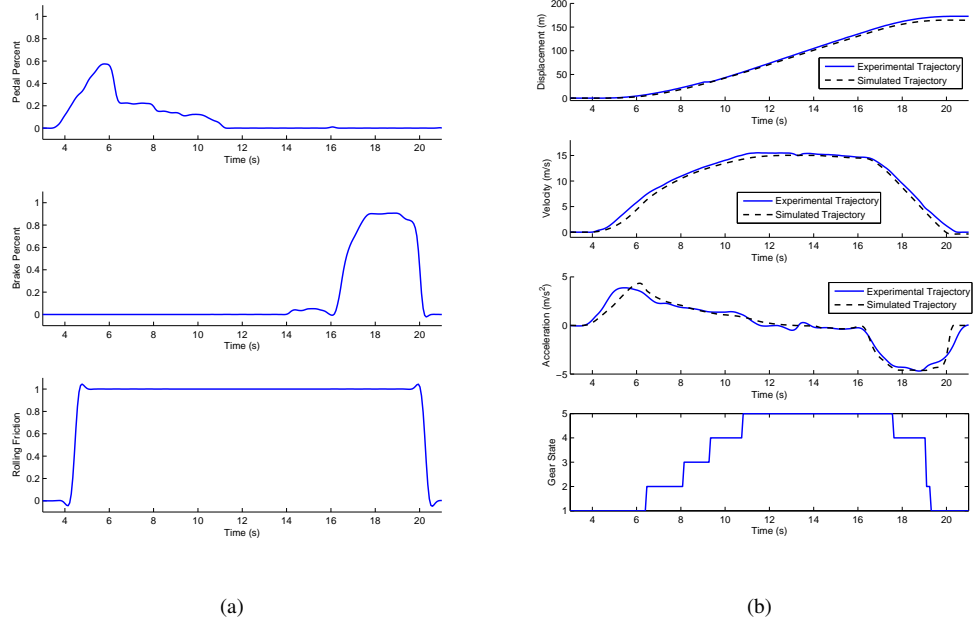 1
0.8
0.6
0.4
0.2
0
Pedal Percent
4 6 8 10 12 14 16 18 20
Time (s)
1
0.8
0.6
0.4
0.2
0
Brake Percent
4 6 8 10 12 14 16 18 20
Time (s)
1
0.8
0.6
0.4
0.2
0
Rolling Friction
4 6 8 10 12 14 16 18 20
Time (s)
(a)
200
150
100
50
0
Displacement (m)
Experimental Trajectory
Simulated Trajectory
4 6 8 10 12 14 16 18 20
Time (s)
15
10
5
0
Velocity (m/s)
Experimental Trajectory
Simulated Trajectory
4 6 8 10 12 14 16 18 20
Time (s)
5
0
−5
Acceleration (m/s²)
Experimental Trajectory
Simulated Trajectory
4 6 8 10 12 14 16 18 20
Time (s)
5
4
3
2
1
Gear State
4 6 8 10 12 14 16 18 20
Time (s)
(b)